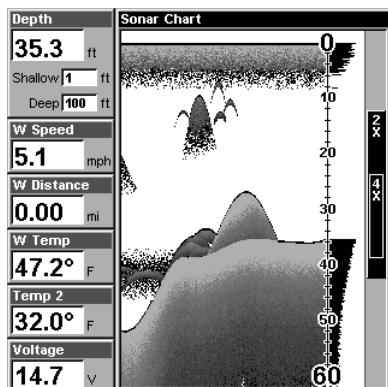 Depth
35.3 ft
Shallow 1 ft
Deep 100 ft
W Speed
5.1 mph
W Distance
0.00 mi
W Temp
47.2° F
Temp 2
32.0° F
Voltage
14.7 V
Sonar Chart
0
10
20
30
40
50
60
2X
4X